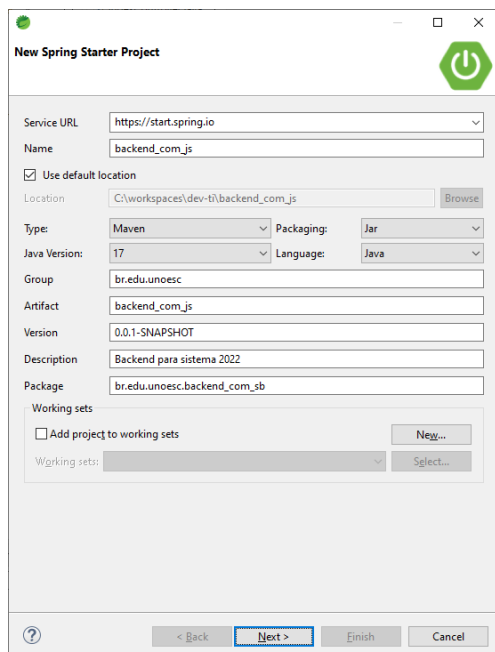 New Spring Starter Project
Service URL https://start.spring.io
Name backend_com_js
Use default location
Location C:\workspaces\dev-ti\backend_com_js Browse
Type: Maven Packaging: Jar
Java Version: 17 Language: Java
Group br.edu.unoesc
Artifact backend_com_js
Version 0.0.1-SNAPSHOT
Description Backend para sistema 2022
Package br.edu.unoesc.backend_com_sb
Working sets
Add project to working sets New...
Working sets: Select...
? < Back Next > Finish Cancel